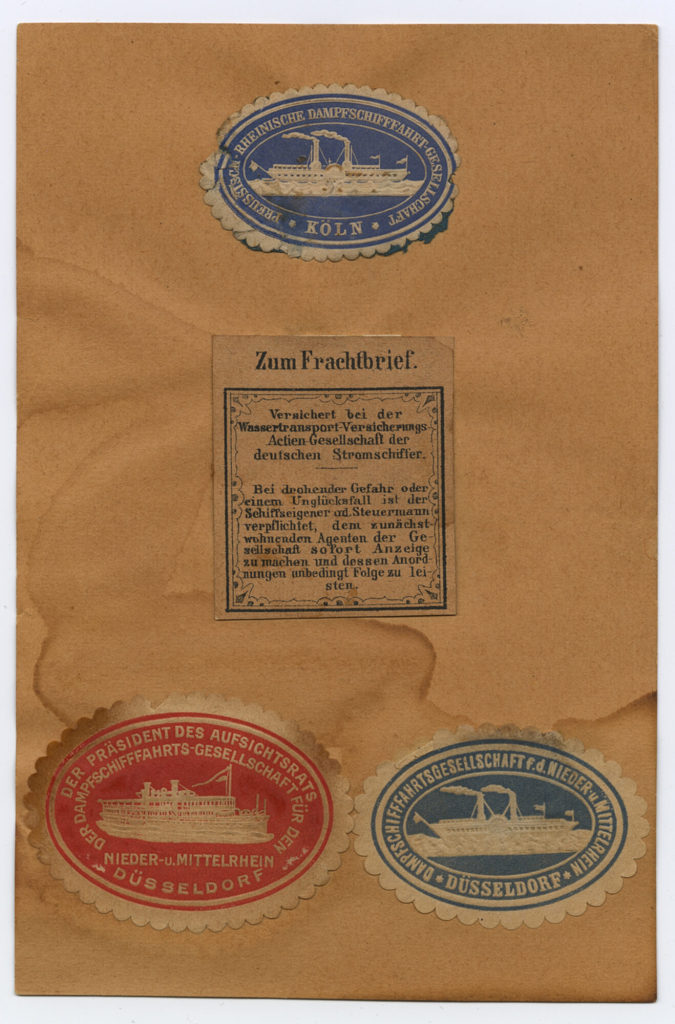 PREUSSISCH-RHEINISCHE DAMPFSCHIFFFAHRT-GESELLSCHAFT
* KÖLN *
Zum Frachtbrief.
Versichert bei der
Wassertransport-Versicherungs-
Actien-Gesellschaft der
deutschen Stromschiffer.
Bei drohender Gefahr oder
einem Unglücksfall ist der
Schiffseigener od. Steuermann
verpflichtet, dem zunächst-
wohnenden Agenten der Ge-
sellschaft sofort Anzeige
zu machen und dessen Anord-
nungen unbedingt Folge zu lei-
sten.
DER PRÄSIDENT DES AUFSICHTSRATS
DER DAMPFSCHIFFFAHRTS-GESELLSCHAFT FÜR DEN
NIEDER-u. MITTELRHEIN
DÜSSELDORF
DAMPFSCHIFFFAHRTSGESELLSCHAFT f. d. NIEDER u. MITTELRHEIN
* DÜSSELDORF *